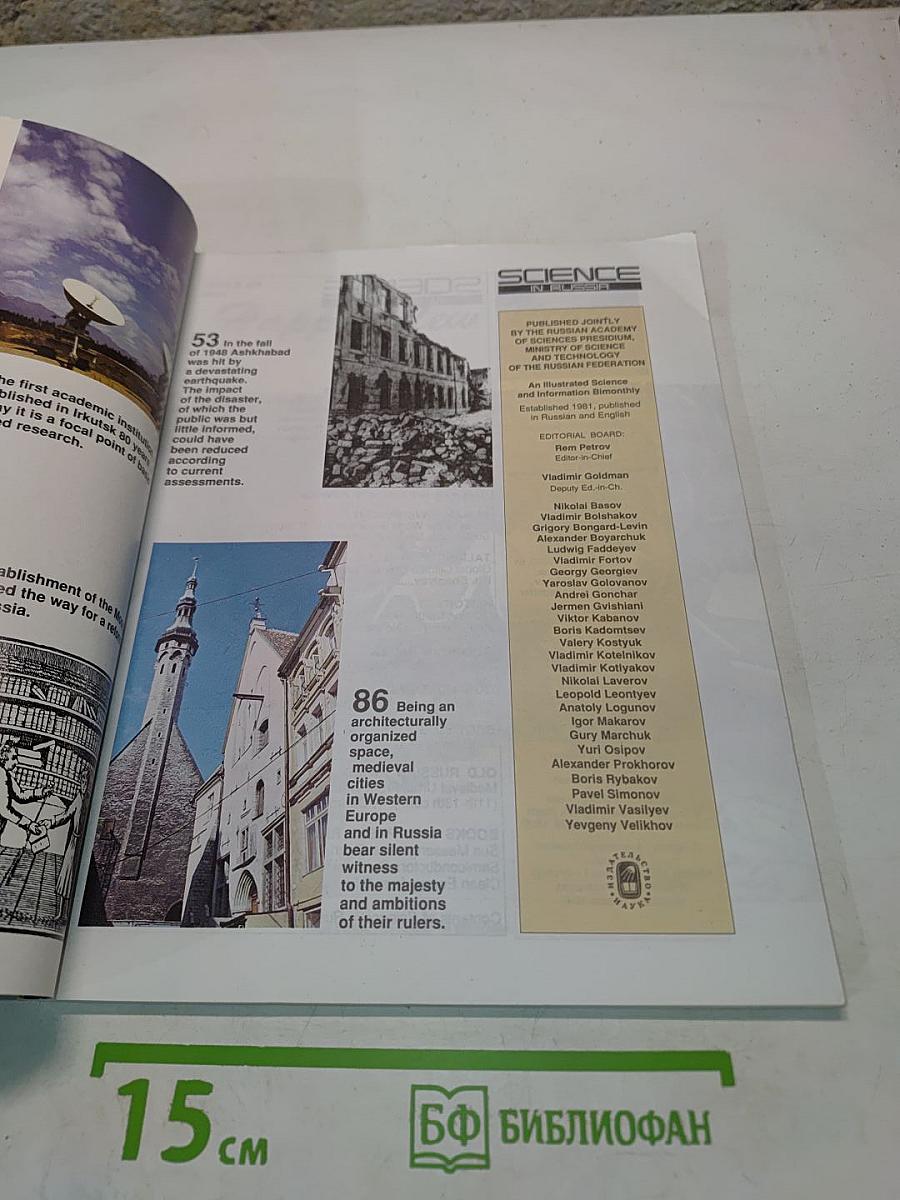 he first academic institution
blished in Irkutsk 80 years
y it is a focal point of
ed research.
ablishment of the
ed the way for a
ssia.
53 In the fall
of 1948 Ashkhabad
was hit by
a devastating
earthquake.
The impact
of the disaster,
of which the
public was but
little informed,
could have
been reduced
according
to current
assessments.
86 Being an
architecturally
organized
space,
medieval
cities
in Western
Europe
and in Russia
bear silent
witness
to the majesty
and ambitions
of their rulers.
SCIENCE
IN RUSSIA
PUBLISHED JOINTLY
BY THE RUSSIAN ACADEMY
OF SCIENCES PRESIDIUM,
MINISTRY OF SCIENCE
AND TECHNOLOGY
OF THE RUSSIAN FEDERATION
An Illustrated Science
and Information Bimonthly
Established 1981, published
in Russian and English
EDITORIAL BOARD:
Rem Petrov
Editor-in-Chief
Vladimir Goldman
Deputy Ed.-in-Ch.
Nikolai Basov
Vladimir Bolshakov
Grigory Bongard-Levin
Alexander Boyarchuk
Ludwig Faddeyev
Vladimir Fortov
Georgy Georgiev
Yaroslav Golovanov
Andrei Gonchar
Jermen Gvishiani
Viktor Kabanov
Boris Kadomtsev
Valery Kostyuk
Vladimir Kotelnikov
Vladimir Kotlyakov
Nikolai Laverov
Leopold Leontyev
Anatoly Logunov
Igor Makarov
Gury Marchuk
Yuri Osipov
Alexander Prokhorov
Boris Rybakov
Pavel Simonov
Vladimir Vasilyev
Yevgeny Velikhov
ИЗДАТЕЛЬСТВО
НАУКА
15 см
БФ БИБЛИОФАН